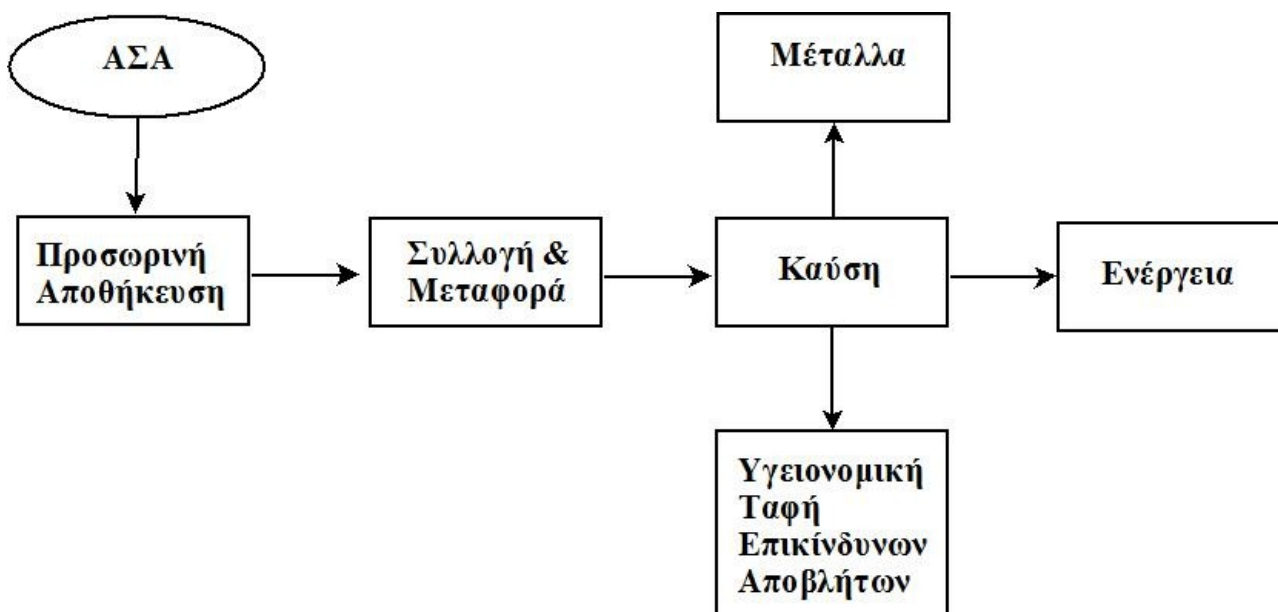 ΑΣΑ
Μέταλλα
Προσωρινή
Αποθήκευση
Συλλογή &
Μεταφορά
Καύση
Ενέργεια
Υγειονομική
Ταφή
Επικίνδυνων
Αποβλήτων